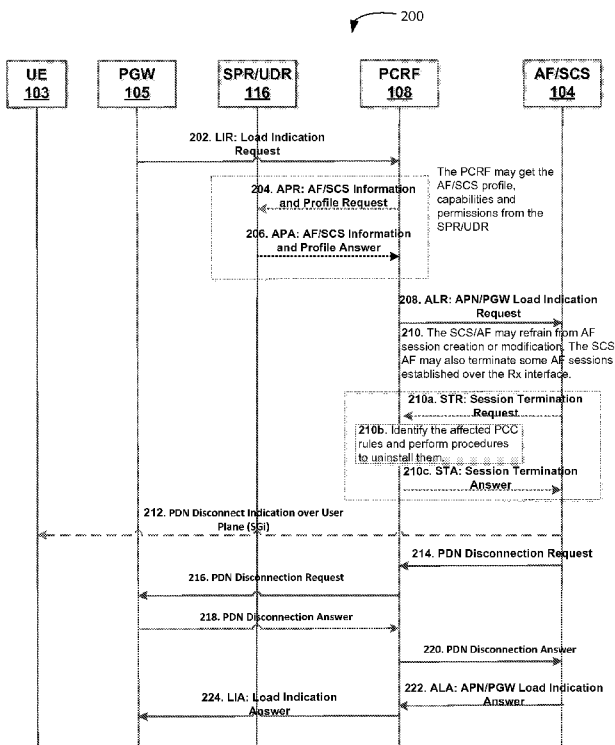 200
UE
103
PGW
105
SPR/UDR
116
PCRF
108
AF/SCS
104
202. LIR: Load Indication
Request
The PCRF may get the
AF/SCS profile,
capabilities and
permissions from the
SPR/UDR
204. APR: AF/SCS Information
and Profile Request
206. APA: AF/SCS Information
and Profile Answer
208. ALR: APN/PGW Load Indication
Request
210. The SCS/AF may refrain from AF
session creation or modification. The SCS
AF may also terminate some AF sessions
established over the Rx interface.
210a. STR: Session Termination
Request
210b. Identify the affected PCC
rules and perform procedures
to uninstall them.
210c. STA: Session Termination
Answer
212. PDN Disconnect Indication over User
Plane (SGi)
214. PDN Disconnection Request
216. PDN Disconnection Request
218. PDN Disconnection Answer
220. PDN Disconnection Answer
222. ALA: APN/PGW Load Indication
Answer
224. LIA: Load Indication
Answer